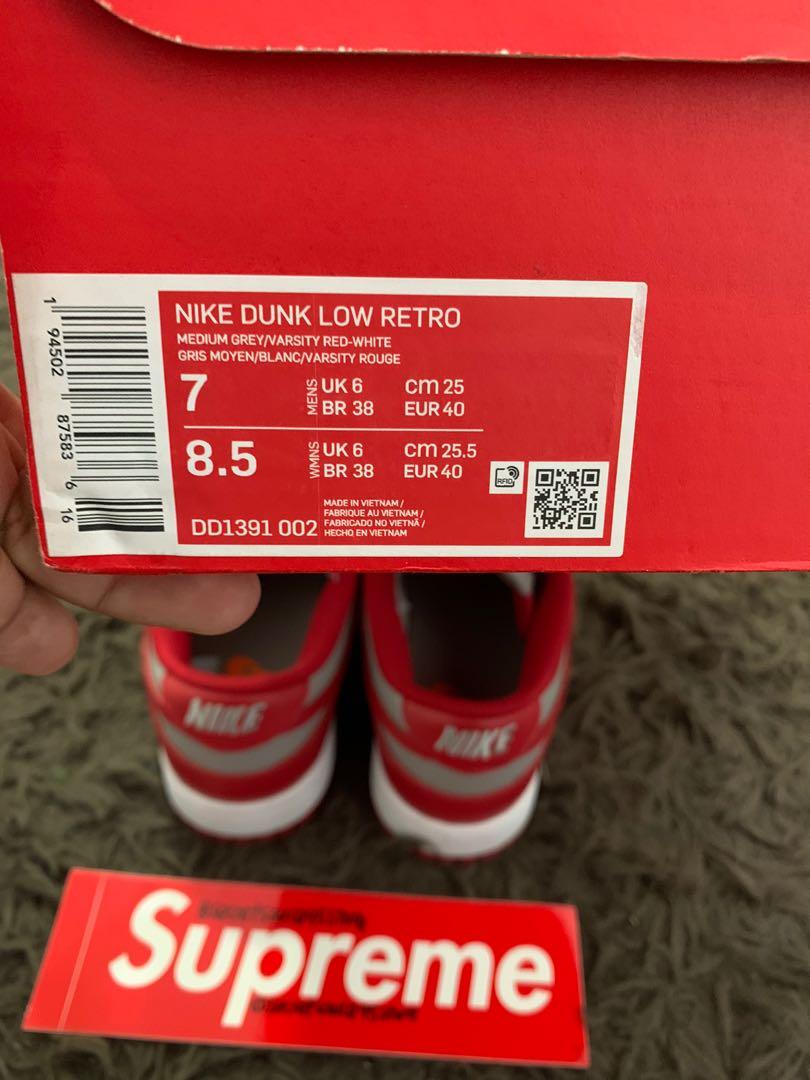 NIKE DUNK LOW RETRO
MEDIUM GREY/VARSITY RED-WHITE
GRIS MOYEN/BLANC/VARSITY ROUGE
7 MENS UK 6 cm 25
BR 38 EUR 40
8.5 WMNS UK 6 cm 25.5
BR 38 EUR 40
RFID
DD1391 002
MADE IN VIETNAM /
FABRIQUE AU VIETNAM /
FABRICADO NO VIETNÃ /
HECHO EN VIETNAM
1 94502 87583 6 16
NIKE
NIKE
Supreme